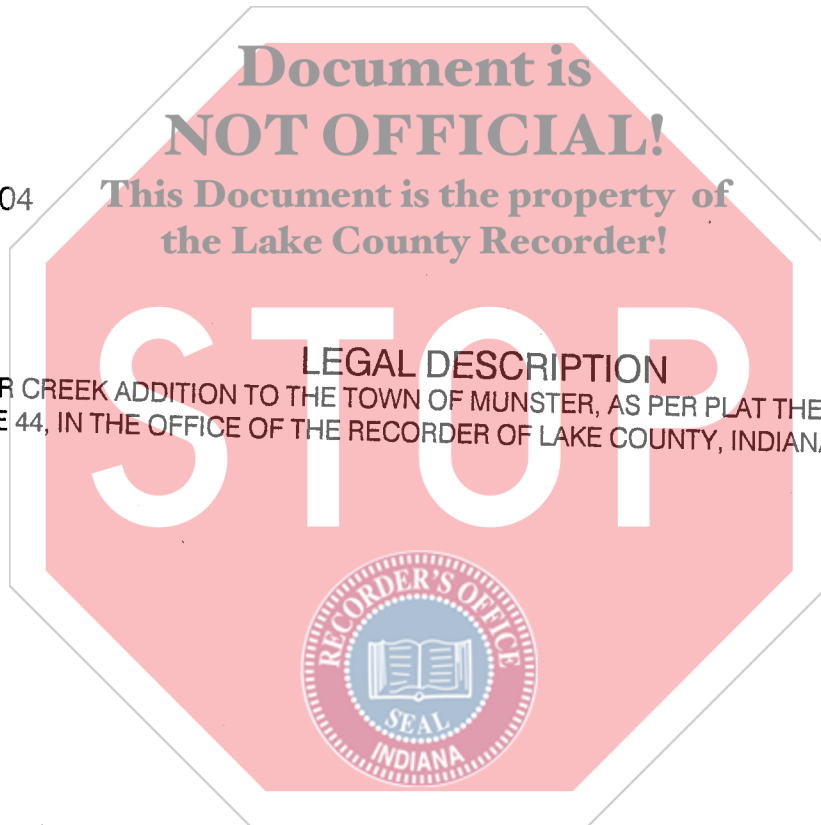 Document is
NOT OFFICIAL!
04
This Document is the property of
the Lake County Recorder!
STOP
LEGAL DESCRIPTION
R CREEK ADDITION TO THE TOWN OF MUNSTER, AS PER PLAT THE
E 44, IN THE OFFICE OF THE RECORDER OF LAKE COUNTY, INDIANA
RECORDER'S OFFICE
SEAL
INDIANA